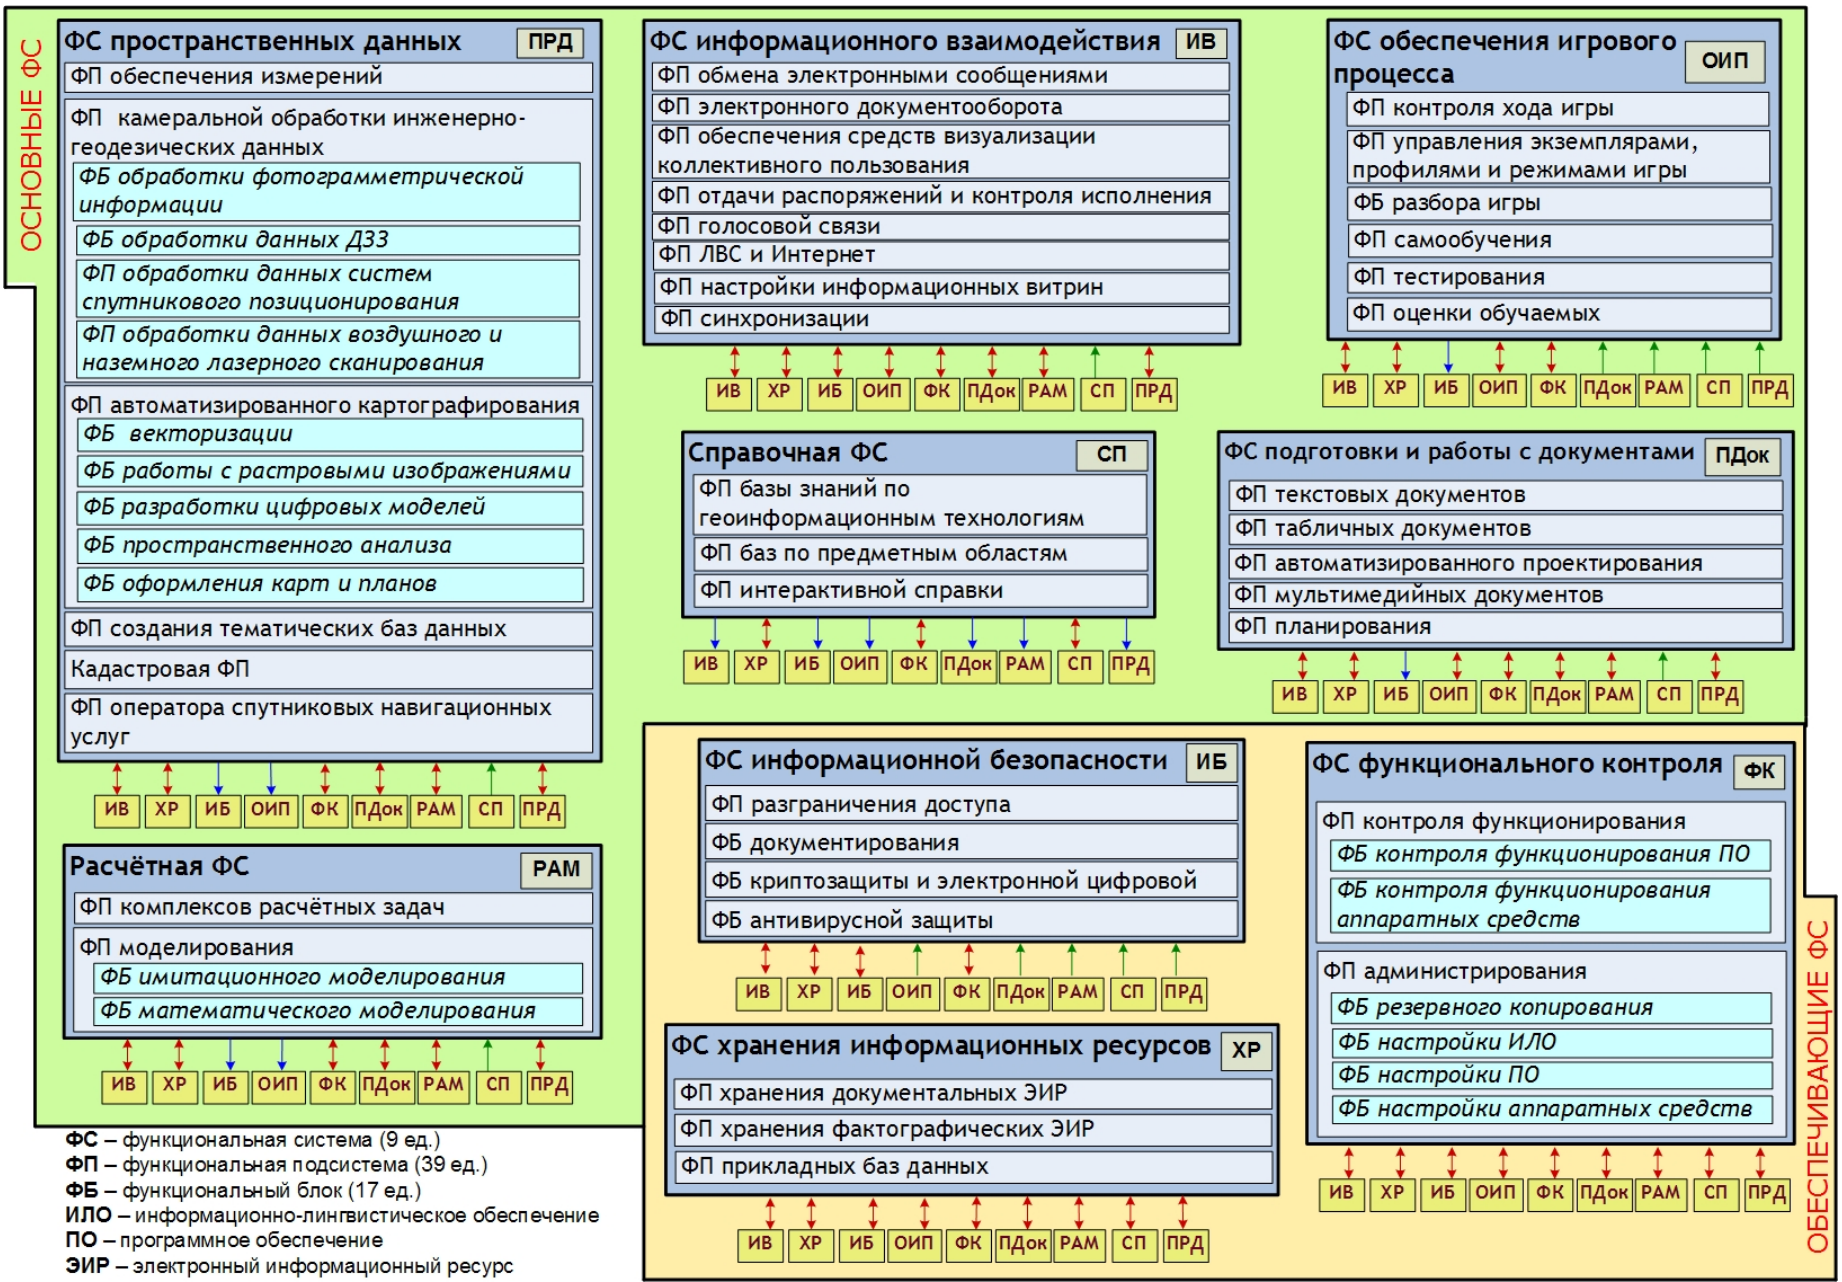 ОСНОВНЫЕ ФС
ФС пространственных данных
ПРД
ФП обеспечения измерений
ФП камеральной обработки инженерно-
геодезических данных
ФБ обработки фотограмметрической
информации
ФБ обработки данных ДЗЗ
ФП обработки данных систем
спутникового позиционирования
ФП обработки данных воздушного и
наземного лазерного сканирования
ФП автоматизированного картографирования
ФБ векторизации
ФБ работы с растровыми изображениями
ФБ разработки цифровых моделей
ФБ пространственного анализа
ФБ оформления карт и планов
ФП создания тематических баз данных
Кадастровая ФП
ФП оператора спутниковых навигационных
услуг
ИВ ХР ИБ ОИП ФК ПДок РАМ СП ПРД
Расчётная ФС
РАМ
ФП комплексов расчётных задач
ФП моделирования
ФБ имитационного моделирования
ФБ математического моделирования
ИВ ХР ИБ ОИП ФК ПДок РАМ СП ПРД
ФС информационного взаимодействия
ИВ
ФП обмена электронными сообщениями
ФП электронного документооборота
ФП обеспечения средств визуализации
коллективного пользования
ФП отдачи распоряжений и контроля исполнения
ФП голосовой связи
ФП ЛВС и Интернет
ФП настройки информационных витрин
ФП синхронизации
ИВ ХР ИБ ОИП ФК ПДок РАМ СП ПРД
ФС обеспечения игрового
процесса
ОИП
ФП контроля хода игры
ФП управления экземплярами,
профилями и режимами игры
ФБ разбора игры
ФП самообучения
ФП тестирования
ФП оценки обучаемых
ИВ ХР ИБ ОИП ФК ПДок РАМ СП ПРД
Справочная ФС
СП
ФП базы знаний по
геоинформационным технологиям
ФП баз по предметным областям
ФП интерактивной справки
ИВ ХР ИБ ОИП ФК ПДок РАМ СП ПРД
ФС подготовки и работы с документами
ПДок
ФП текстовых документов
ФП табличных документов
ФП автоматизированного проектирования
ФП мультимедийных документов
ФП планирования
ИВ ХР ИБ ОИП ФК ПДок РАМ СП ПРД
ФС информационной безопасности
ИБ
ФП разграничения доступа
ФБ документирования
ФБ криптозащиты и электронной цифровой
ФБ антивирусной защиты
ИВ ХР ИБ ОИП ФК ПДок РАМ СП ПРД
ФС хранения информационных ресурсов
ХР
ФП хранения документальных ЭИР
ФП хранения фактографических ЭИР
ФП прикладных баз данных
ИВ ХР ИБ ОИП ФК ПДок РАМ СП ПРД
ФС функционального контроля
ФК
ФП контроля функционирования
ФБ контроля функционирования ПО
ФБ контроля функционирования
аппаратных средств
ФП администрирования
ФБ резервного копирования
ФБ настройки ИЛО
ФБ настройки ПО
ФБ настройки аппаратных средств
ИВ ХР ИБ ОИП ФК ПДок РАМ СП ПРД
ОБЕСПЕЧИВАЮЩИЕ ФС
ФС – функциональная система (9 ед.)
ФП – функциональная подсистема (39 ед.)
ФБ – функциональный блок (17 ед.)
ИЛО – информационно-лингвистическое обеспечение
ПО – программное обеспечение
ЭИР – электронный информационный ресурс